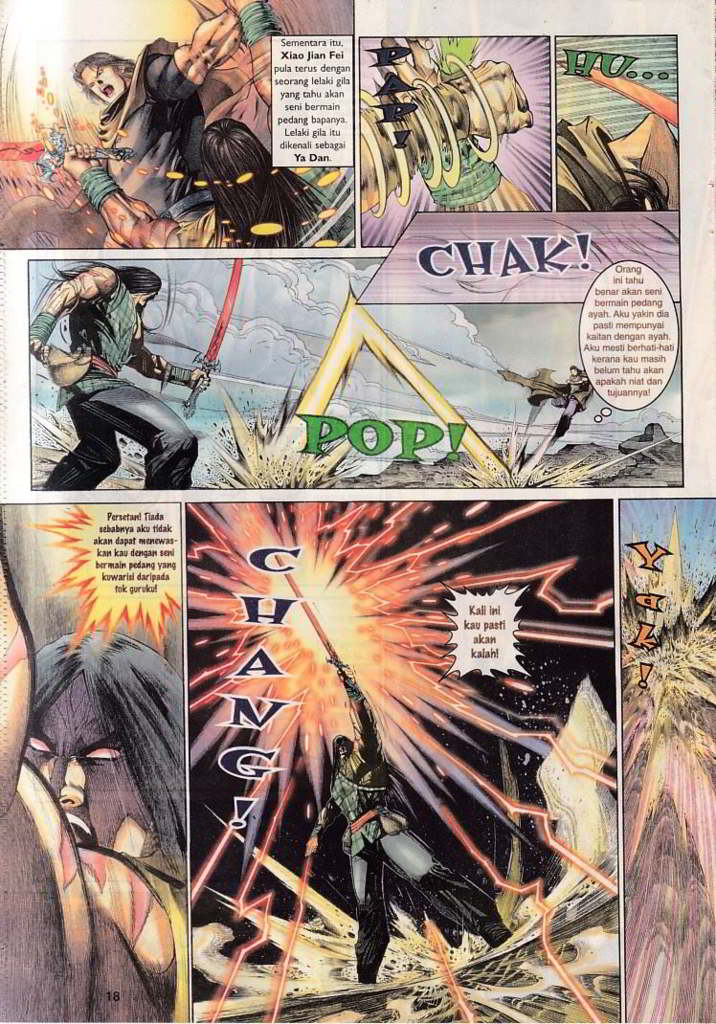 Sementara itu,
Xiao Jian Fei
pula terus dengan
seorang lelaki gila
yang tahu akan
seni bermain
pedang bapanya.
Lelaki gila itu
dikenali sebagai
Ya Dan.
PAP
PAP!
HU...
CHAK!
Orang
ini tahu
benar akan seni
bermain pedang
ayah. Aku yakin dia
pasti mempunyai
kaitan dengan ayah.
Aku mesti berhati-hati
kerana kau masih
belum tahu akan
apakah niat dan
tujuannya!
POP!
Persetan! Tiada
sebabnya aku tidak
akan dapat menewas-
kan kau dengan seni
bermain pedang yang
kuwarisi daripada
tok guruku!
CHANG!
Kali ini
kau pasti
akan
kalah!
YAK!
18